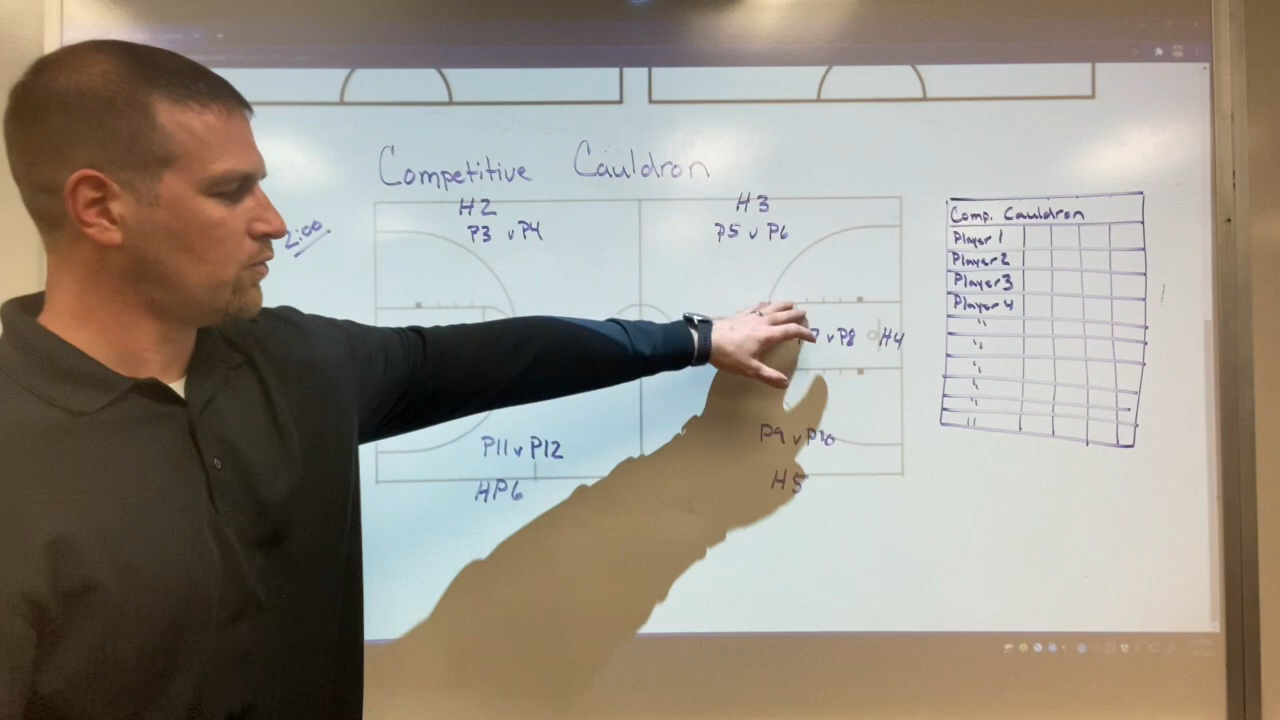 Competitive Cauldron
H2
P3 v P4
H3
P5 v P6
2:00
7 v P8 H4
P11 v P12
HP6
P9 v P10
H5
Comp. Cauldron
Player 1
Player 2
Player 3
Player 4
"
"
"
"
"